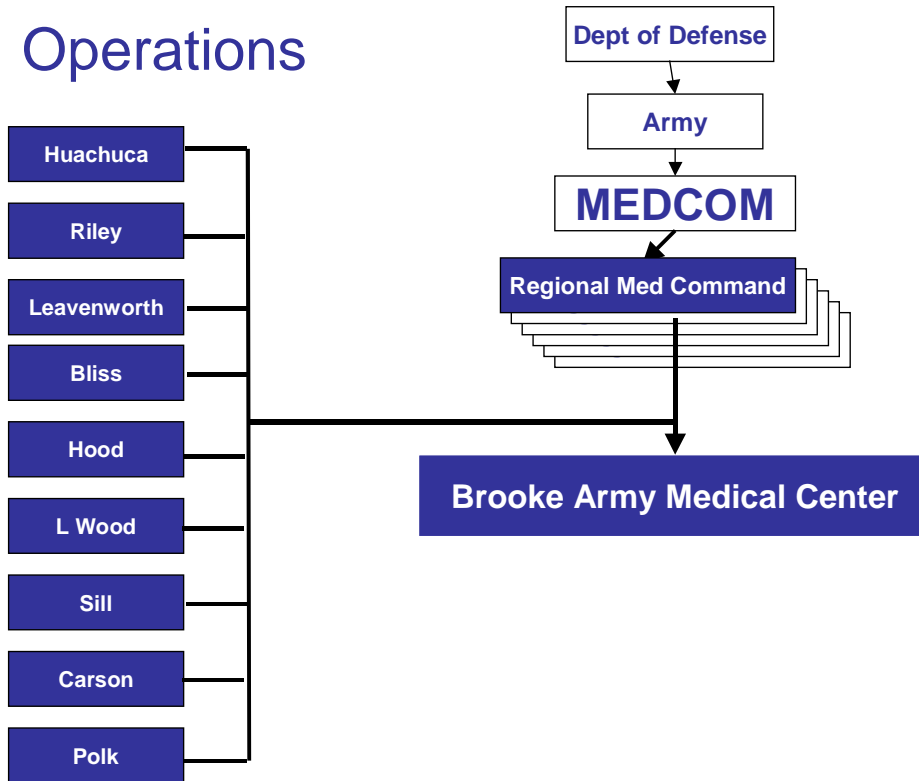 Operations
Dept of Defense
Army
MEDCOM
Regional Med Command
Brooke Army Medical Center
Huachuca
Riley
Leavenworth
Bliss
Hood
L Wood
Sill
Carson
Polk